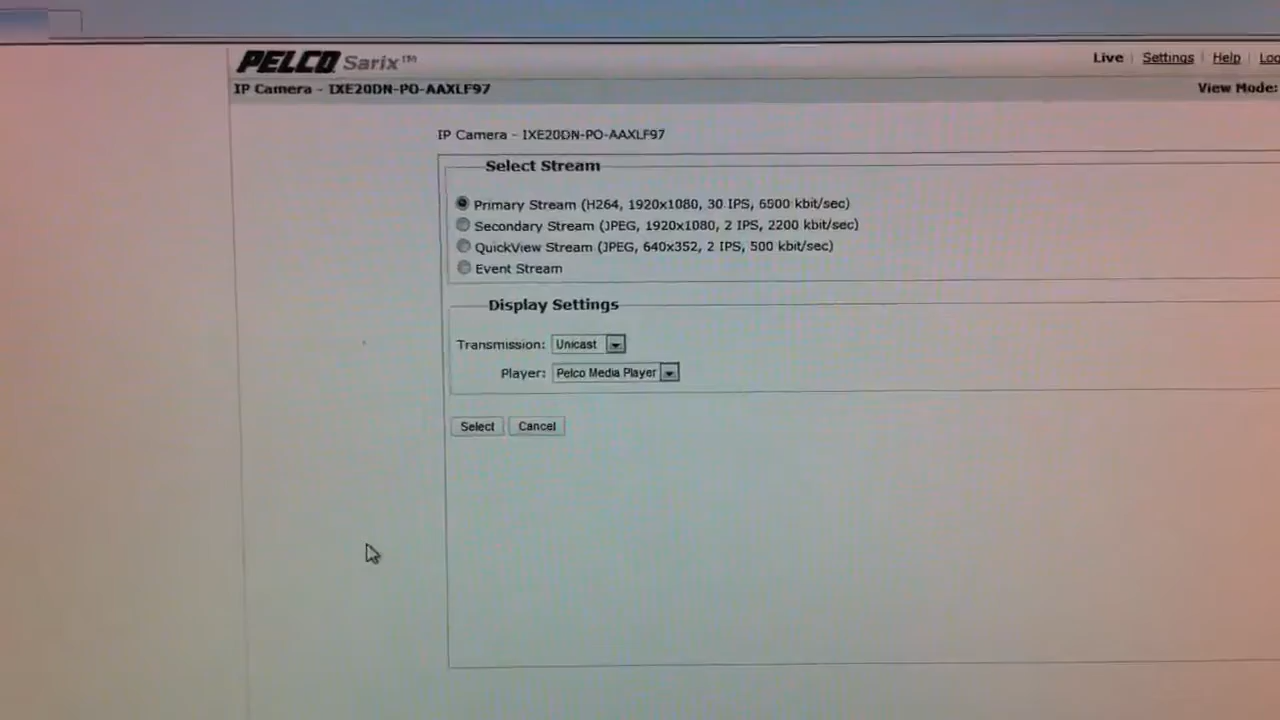 PELCO Sarix™ Live | Settings | Help |
IP Camera - IXE20DN-PO-AAXLF97 View Mode:
IP Camera - IXE20DN-PO-AAXLF97
Select Stream
Primary Stream (H264, 1920x1080, 30 IPS, 6500 kbit/sec)
Secondary Stream (JPEG, 1920x1080, 2 IPS, 2200 kbit/sec)
QuickView Stream (JPEG, 640x352, 2 IPS, 500 kbit/sec)
Event Stream
Display Settings
Transmission: Unicast
Player: Pelco Media Player
Select Cancel